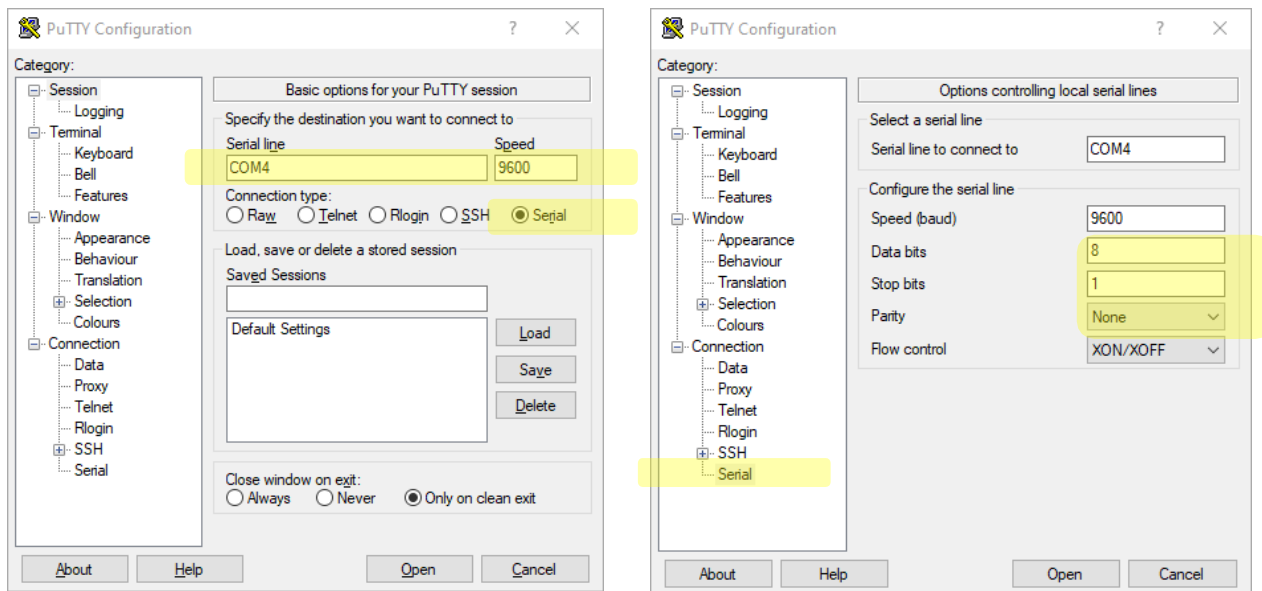 PuTTY Configuration ?
Category:
Session
Logging
Terminal
Keyboard
Bell
Features
Window
Appearance
Behaviour
Translation
Selection
Colours
Connection
Data
Proxy
Telnet
Rlogin
SSH
Serial
Basic options for your PuTTY session
Specify the destination you want to connect to
Serial line Speed
COM4 9600
Connection type:
Raw Telnet Rlogin SSH Serial
Load, save or delete a stored session
Saved Sessions
Default Settings
Load
Save
Delete
Close window on exit:
Always Never Only on clean exit
About Help Open Cancel
PuTTY Configuration ?
Category:
Session
Logging
Terminal
Keyboard
Bell
Features
Window
Appearance
Behaviour
Translation
Selection
Colours
Connection
Data
Proxy
Telnet
Rlogin
SSH
Serial
Options controlling local serial lines
Select a serial line
Serial line to connect to COM4
Configure the serial line
Speed (baud) 9600
Data bits 8
Stop bits 1
Parity None
Flow control XON/XOFF
About Help Open Cancel